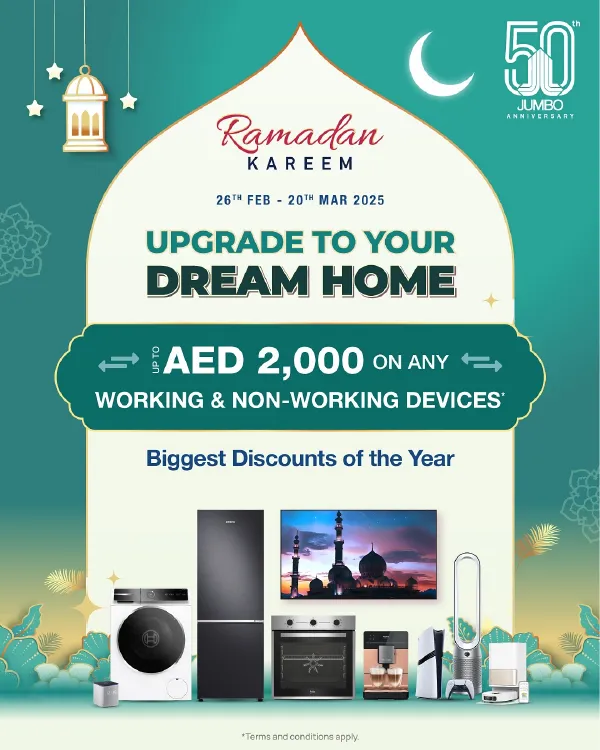 50th
JUMBO
ANNIVERSARY
Ramadan
KAREEM
26TH FEB - 20TH MAR 2025
UPGRADE TO YOUR
DREAM HOME
UP TO AED 2,000 ON ANY
WORKING & NON-WORKING DEVICES*
Biggest Discounts of the Year
*Terms and conditions apply.